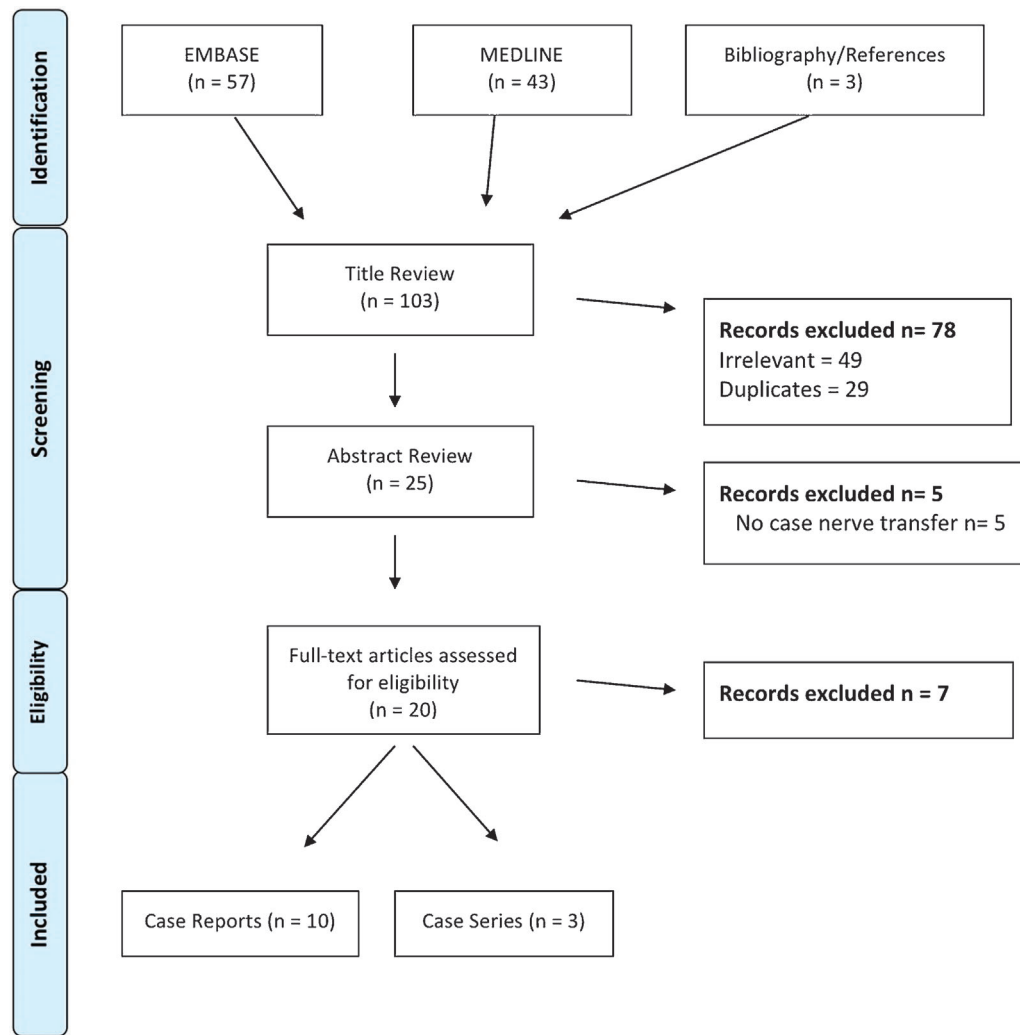 Identification
EMBASE
(n = 57)
MEDLINE
(n = 43)
Bibliography/References
(n = 3)
Screening
Title Review
(n = 103)
Records excluded n= 78
Irrelevant = 49
Duplicates = 29
Abstract Review
(n = 25)
Records excluded n= 5
No case nerve transfer n= 5
Eligibility
Full-text articles assessed
for eligibility
(n = 20)
Records excluded n = 7
Included
Case Reports (n = 10)
Case Series (n = 3)